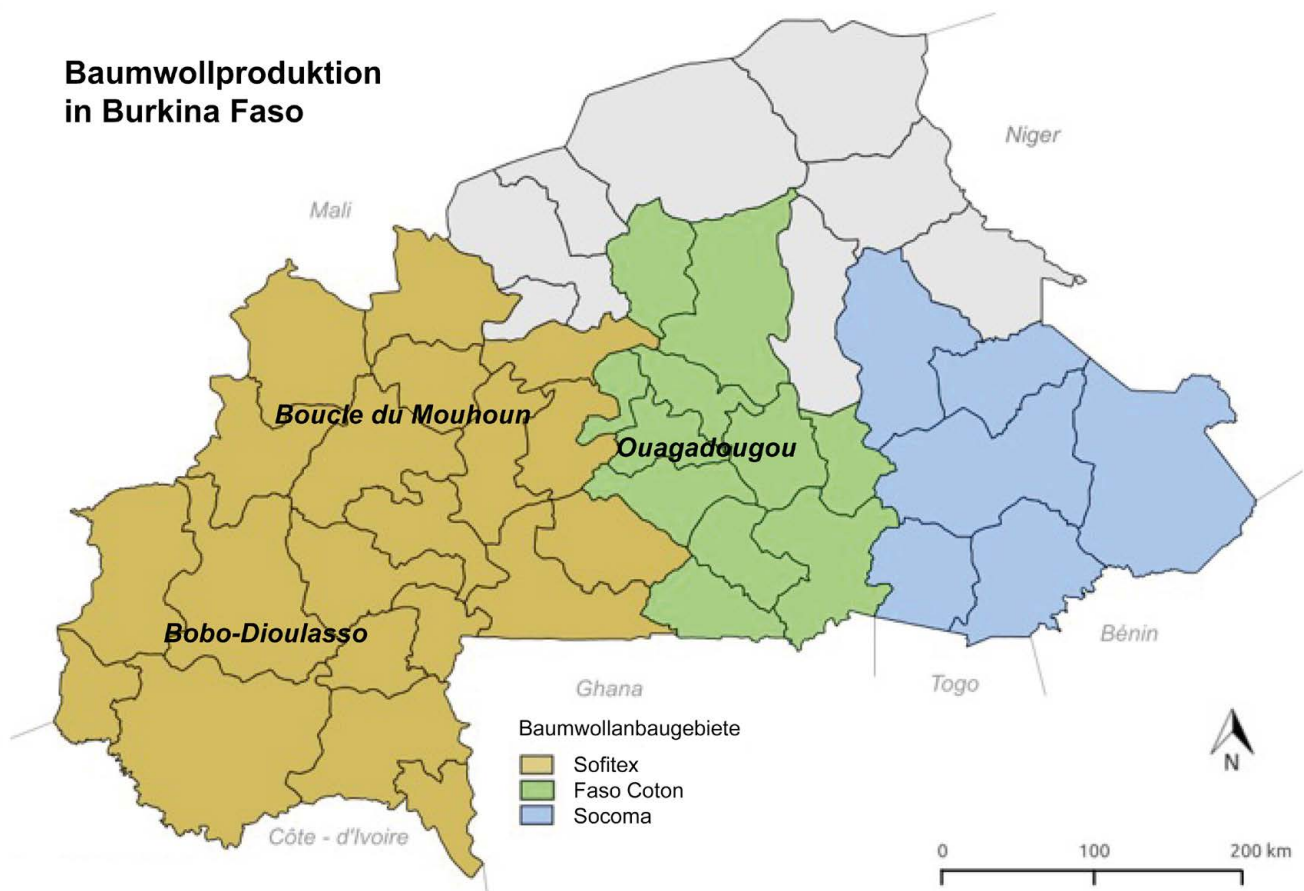 Baumwollproduktion
in Burkina Faso
Niger
Mali
Boucle du Mouhoun
Ouagadougou
Bobo-Dioulasso
Bénin
Ghana
Togo
Baumwollanbaugebiete
Sofitex
Faso Coton
Socoma
N
Côte - d'Ivoire
0 100 200 km